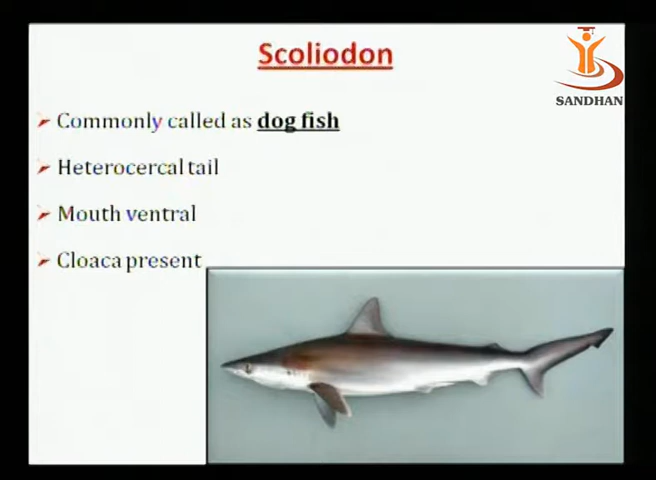 Scoliodon
SANDHAN
Commonly called as dog fish
Heterocercal tail
Mouth ventral
Cloaca present